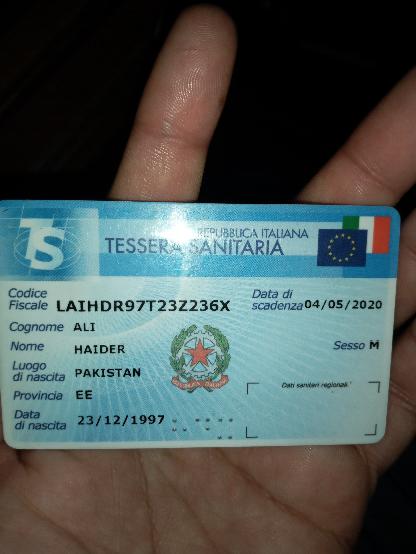 TS
REPUBBLICA ITALIANA
TESSERA SANITARIA
Codice Fiscale LAIHDR97T23Z236X
Data di scadenza 04/05/2020
Cognome ALI
Nome HAIDER
Sesso M
Luogo di nascita PAKISTAN
Provincia EE
Dati sanitari regionali
Data di nascita 23/12/1997